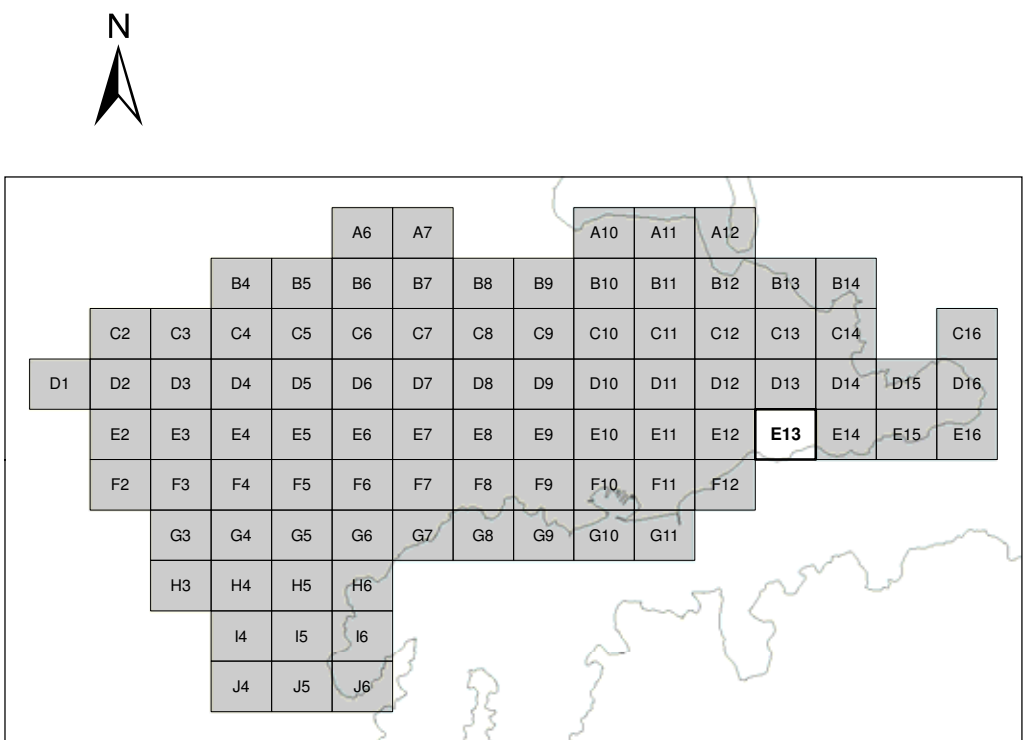 N
A6 A7 A10 A11 A12
B4 B5 B6 B7 B8 B9 B10 B11 B12 B13 B14
C2 C3 C4 C5 C6 C7 C8 C9 C10 C11 C12 C13 C14 C16
D1 D2 D3 D4 D5 D6 D7 D8 D9 D10 D11 D12 D13 D14 D15 D16
E2 E3 E4 E5 E6 E7 E8 E9 E10 E11 E12 E13 E14 E15 E16
F2 F3 F4 F5 F6 F7 F8 F9 F10 F11 F12
G3 G4 G5 G6 G7 G8 G9 G10 G11
H3 H4 H5 H6
I4 I5 I6
J4 J5 J6